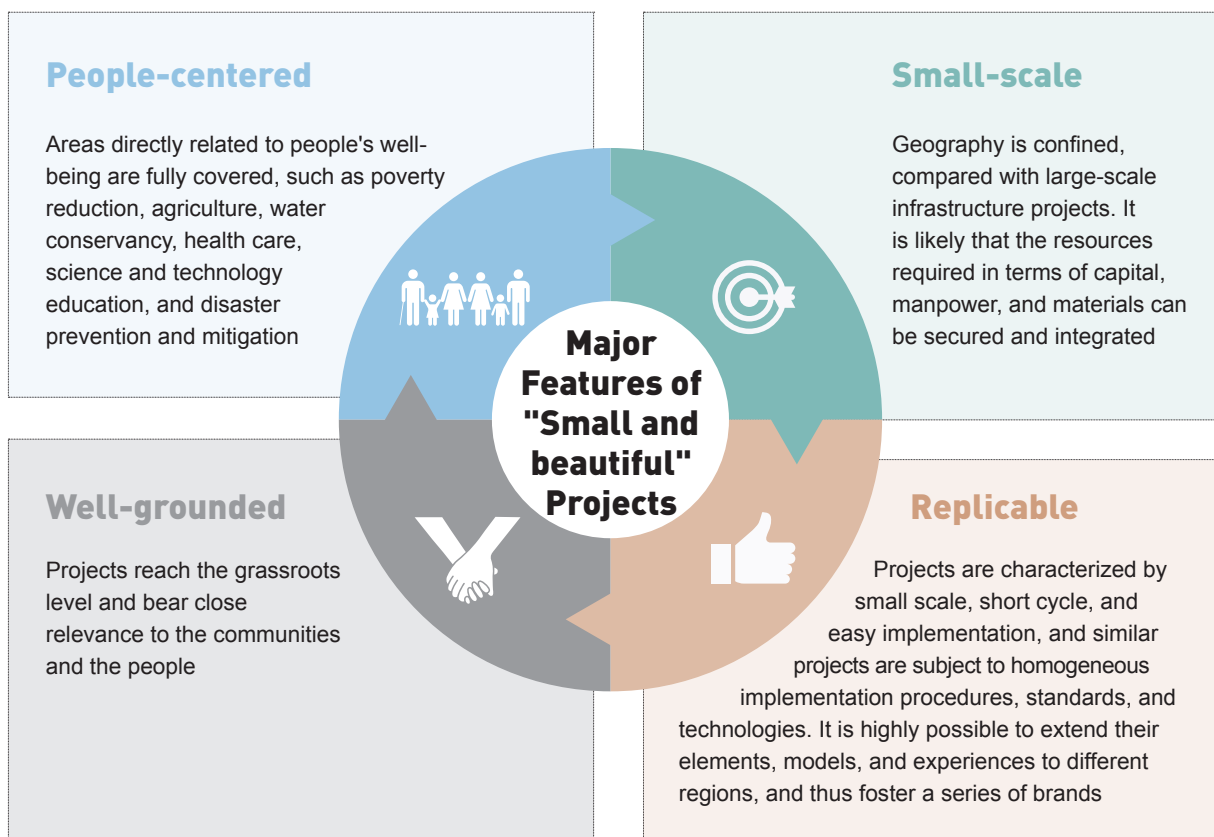 People-centered
Areas directly related to people's well-
being are fully covered, such as poverty
reduction, agriculture, water
conservancy, health care,
science and technology
education, and disaster
prevention and mitigation
Small-scale
Geography is confined,
compared with large-scale
infrastructure projects. It
is likely that the resources
required in terms of capital,
manpower, and materials can
be secured and integrated
Major
Features of
"Small and
beautiful"
Projects
Well-grounded
Projects reach the grassroots
level and bear close
relevance to the communities
and the people
Replicable
Projects are characterized by
small scale, short cycle, and
easy implementation, and similar
projects are subject to homogeneous
implementation procedures, standards, and
technologies. It is highly possible to extend their
elements, models, and experiences to different
regions, and thus foster a series of brands